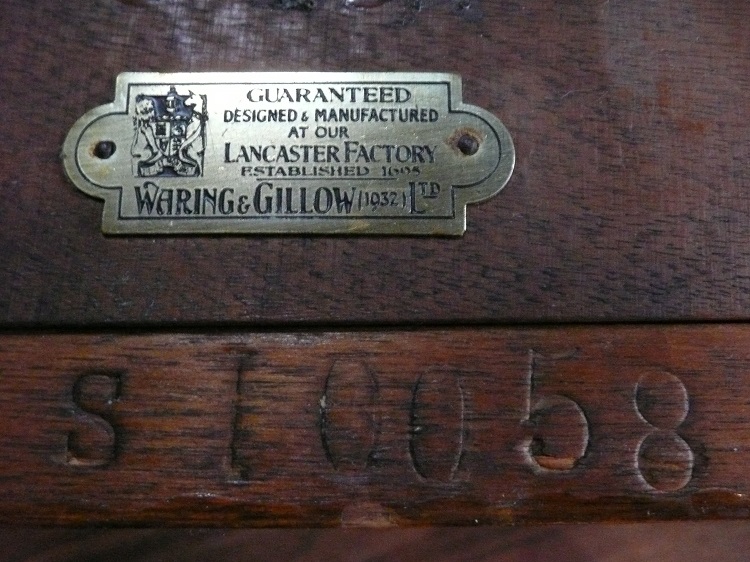 GUARANTEED
DESIGNED & MANUFACTURED
AT OUR
LANCASTER FACTORY
ESTABLISHED 1695
WARING & GILLOW (1932) LTD
S 10058